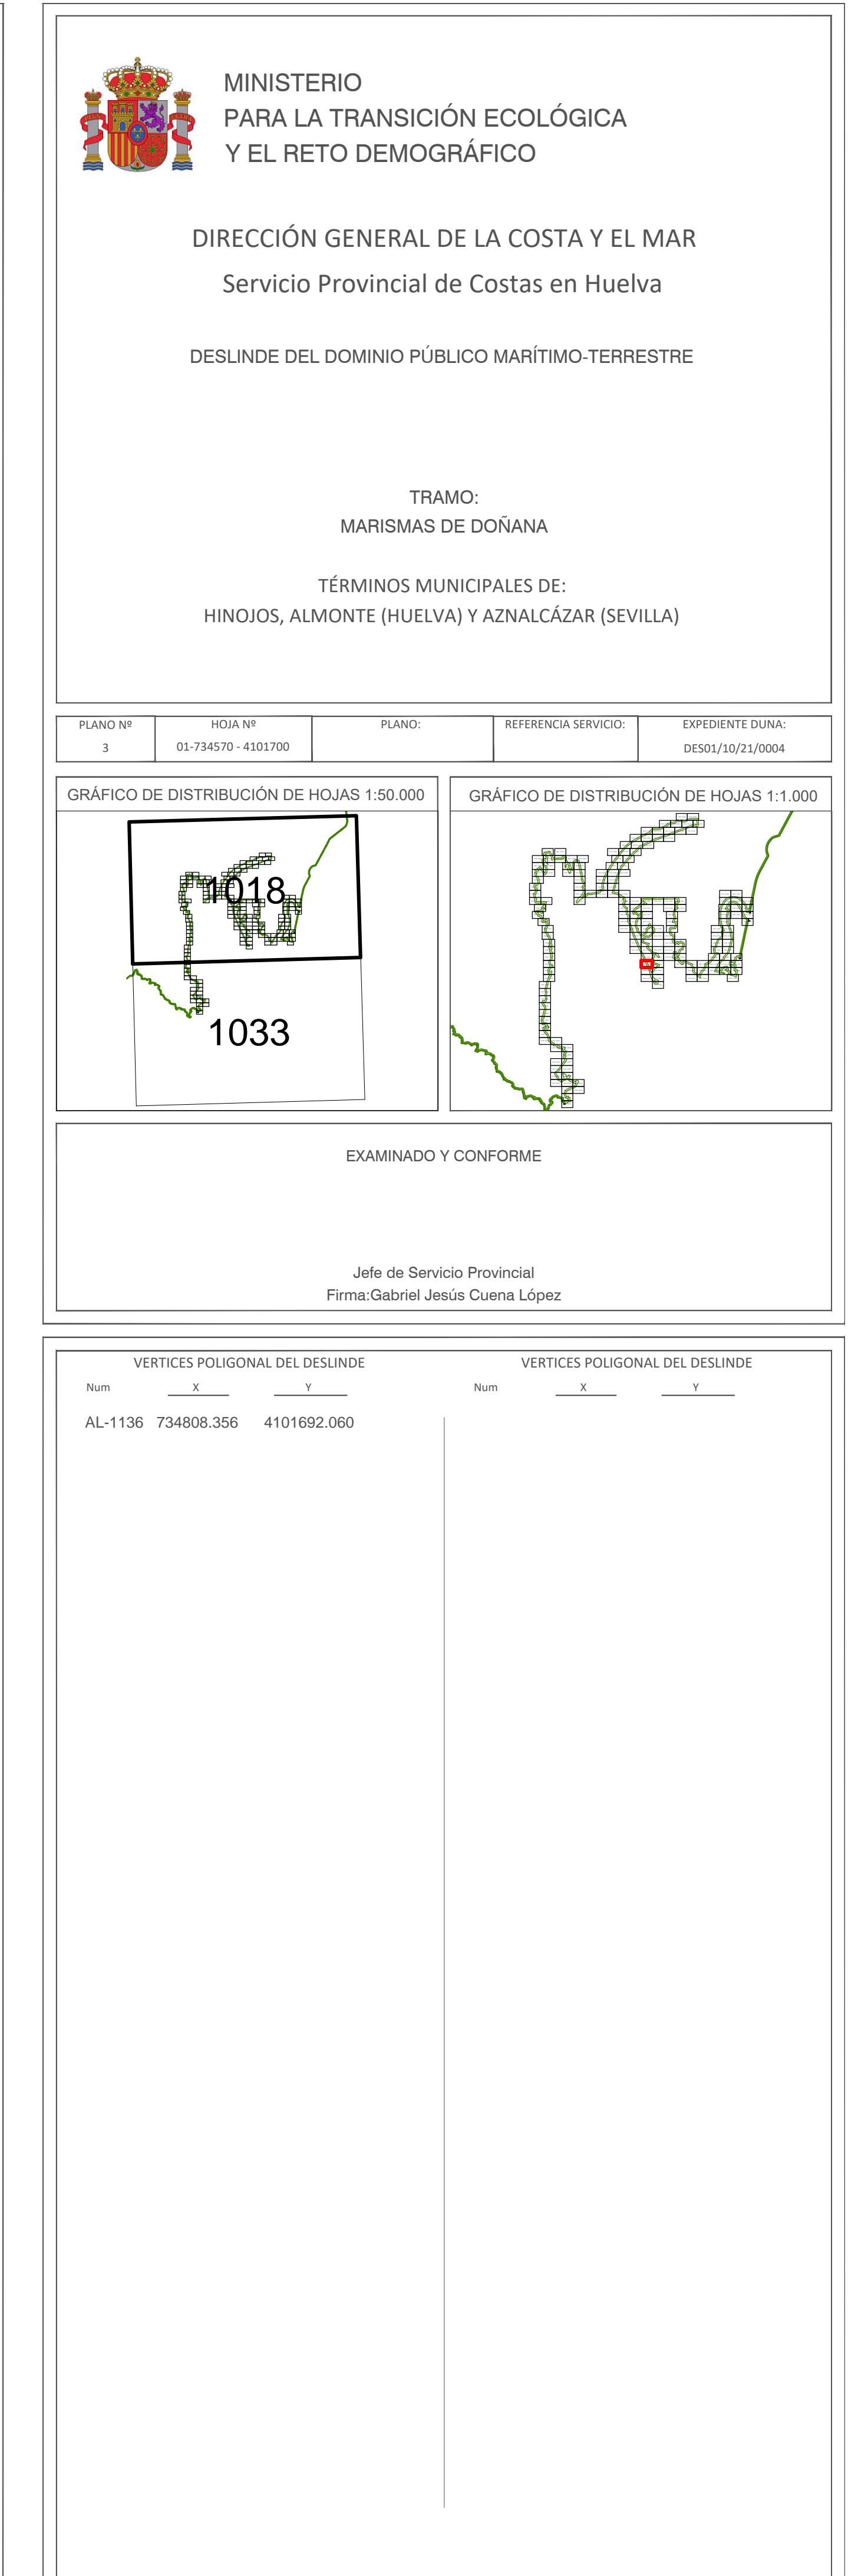 MINISTERIO
PARA LA TRANSICIÓN ECOLÓGICA
Y EL RETO DEMOGRÁFICO
DIRECCIÓN GENERAL DE LA COSTA Y EL MAR
Servicio Provincial de Costas en Huelva
DESLINDE DEL DOMINIO PÚBLICO MARÍTIMO-TERRESTRE
TRAMO:
MARISMAS DE DOÑANA
TÉRMINOS MUNICIPALES DE:
HINOJOS, ALMONTE (HUELVA) Y AZNALCÁZAR (SEVILLA)
PLANO Nº
3
HOJA Nº
01-734570 - 4101700
PLANO:
REFERENCIA SERVICIO:
EXPEDIENTE DUNA:
DES01/10/21/0004
GRÁFICO DE DISTRIBUCIÓN DE HOJAS 1:50.000
1018
1033
GRÁFICO DE DISTRIBUCIÓN DE HOJAS 1:1.000
EXAMINADO Y CONFORME
Jefe de Servicio Provincial
Firma:Gabriel Jesús Cuena López
VERTICES POLIGONAL DEL DESLINDE
Num X Y
AL-1136 734808.356 4101692.060
VERTICES POLIGONAL DEL DESLINDE
Num X Y